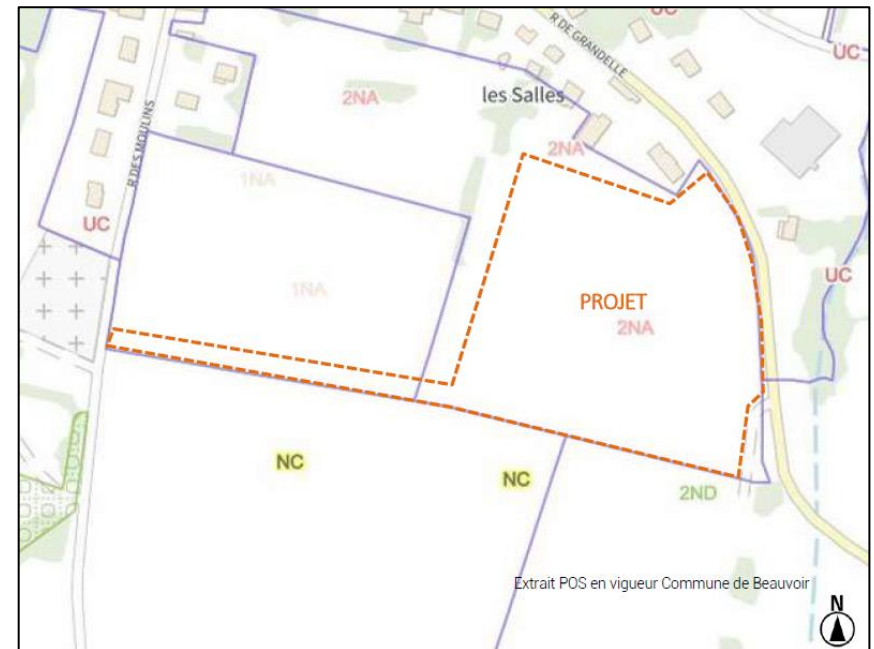 UC
UC
R DE GRANDELLE
2NA
les Salles
R DES MOULINS
2NA
1NA
UC
UC
1NA
PROJET
2NA
NC
NC
2ND
Extrait POS en vigueur Commune de Beauvoir
N